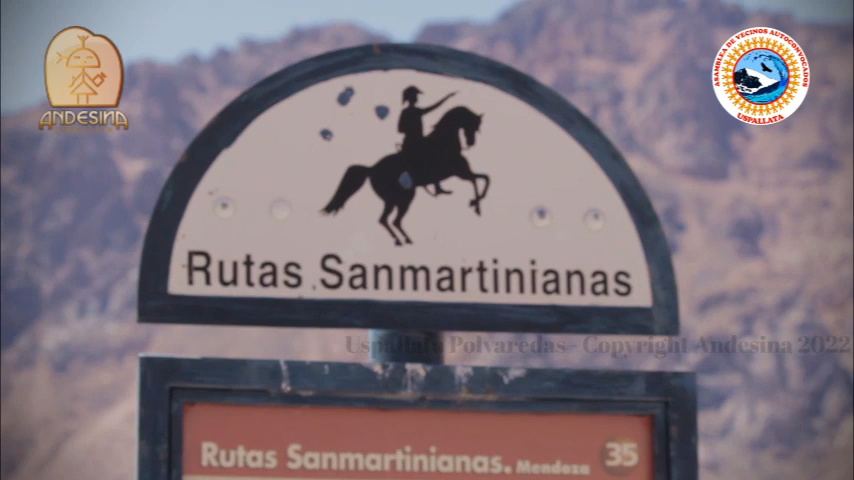 ANDESINA
ASAMBLEA DE VECINOS AUTOCONVOCADOS
USPALLATA
Rutas Sanmartinianas
Uspallata Polvaredas - Copyright Andesina 2022
Rutas Sanmartinianas. Mendoza 35